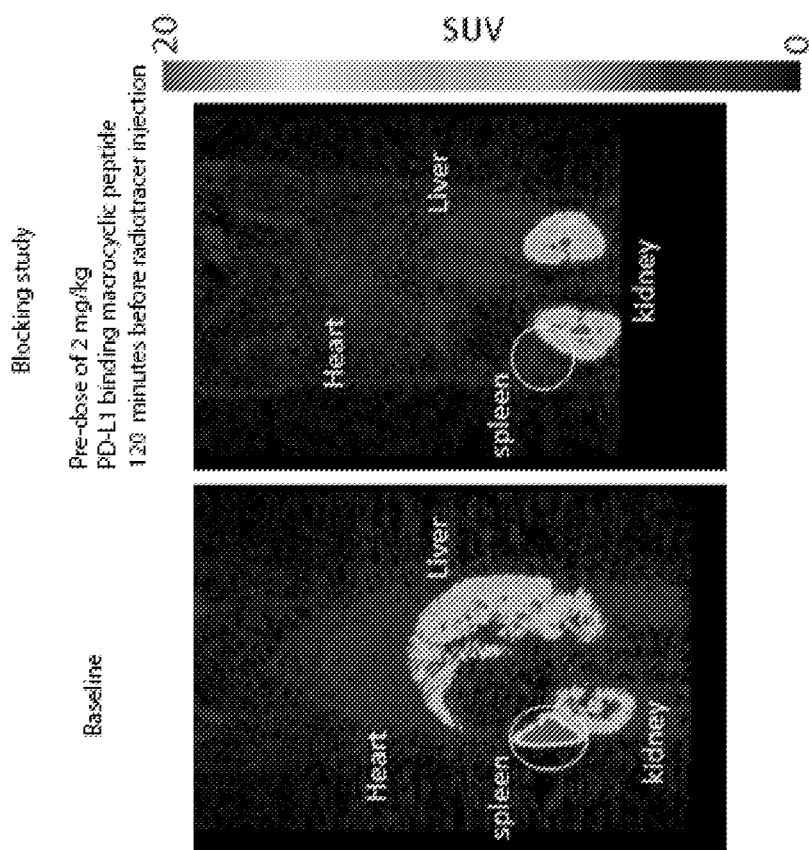 Baseline
Blocking study
Pre-dose of 2 mg/kg
PD-L1 binding macrocyclic peptide
120 minutes before radiotracer injection
Heart
Liver
spleen
kidney
Heart
Liver
spleen
kidney
20
SUV
0